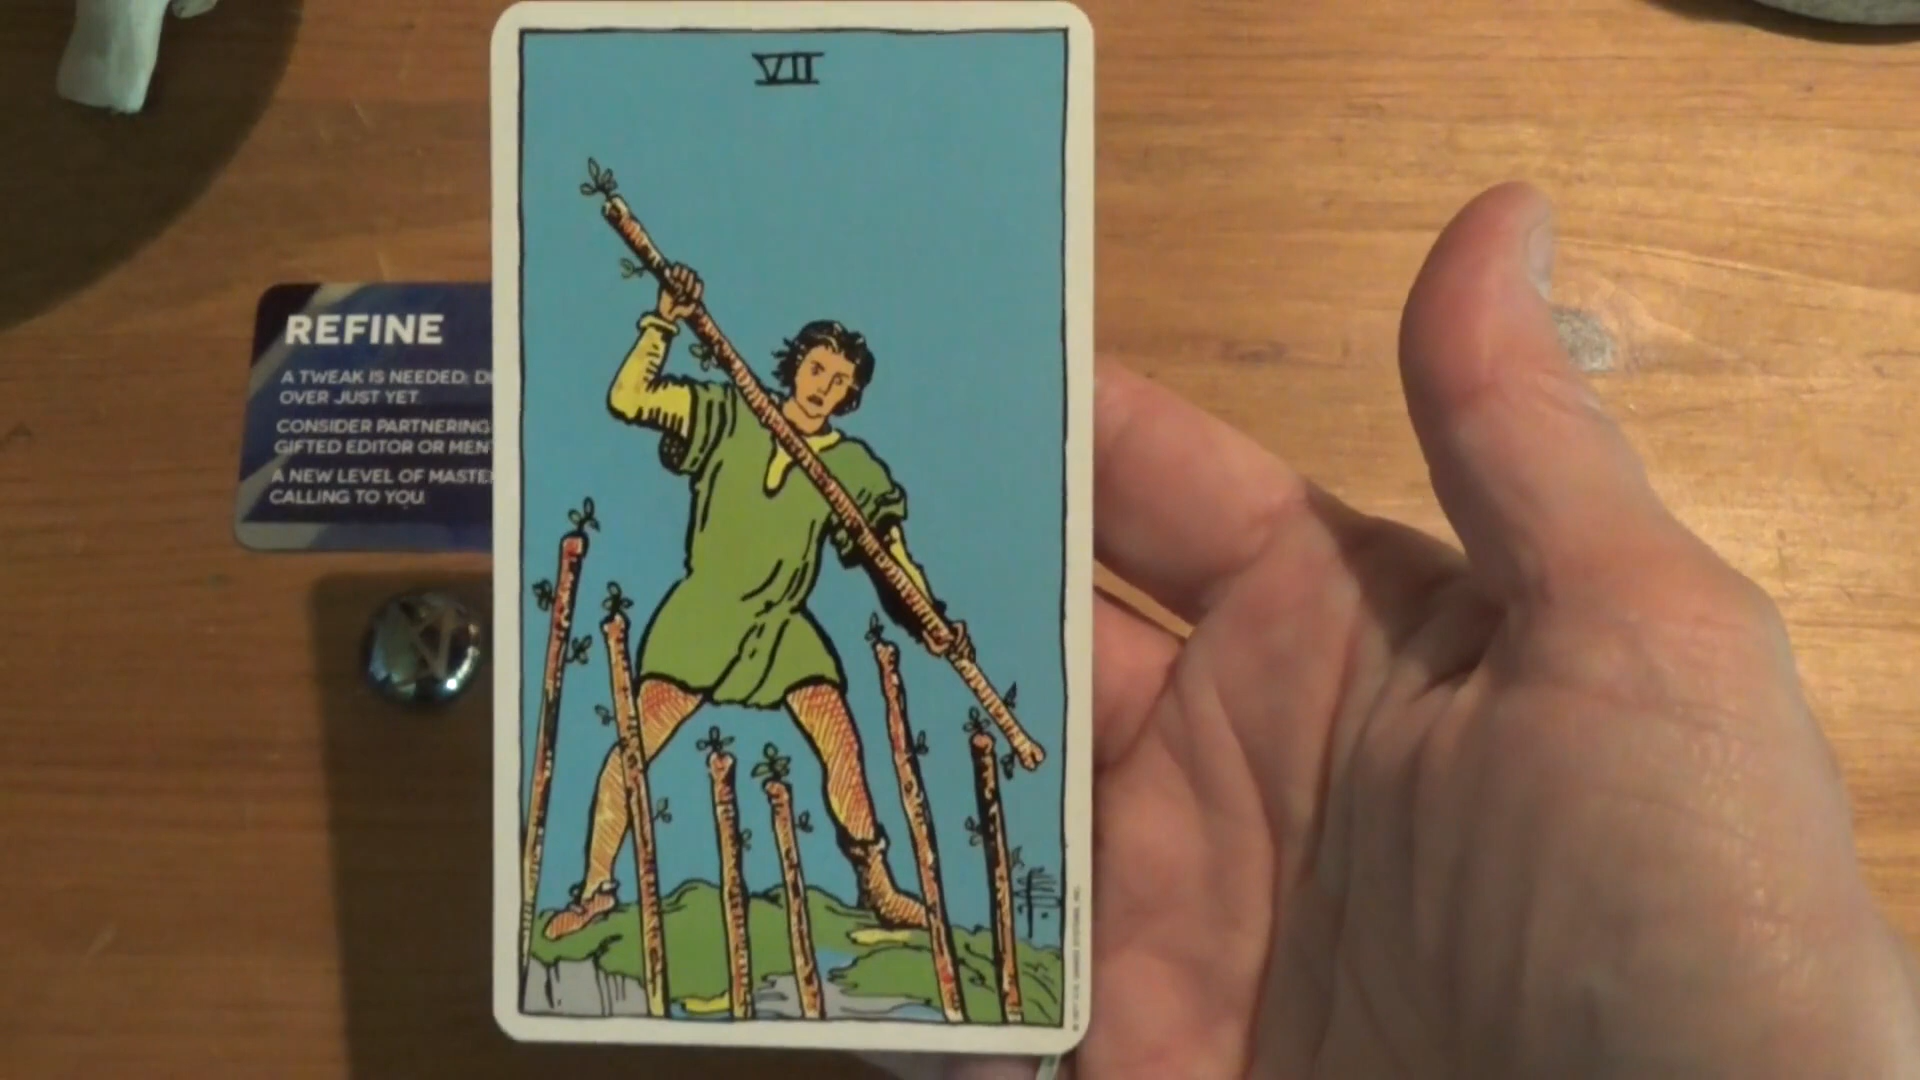 VII
REFINE
A TWEAK IS NEEDED:
OVER JUST YET.
CONSIDER PARTNERING
GIFTED EDITOR OR
A NEW LEVEL OF
CALLING TO YOU.